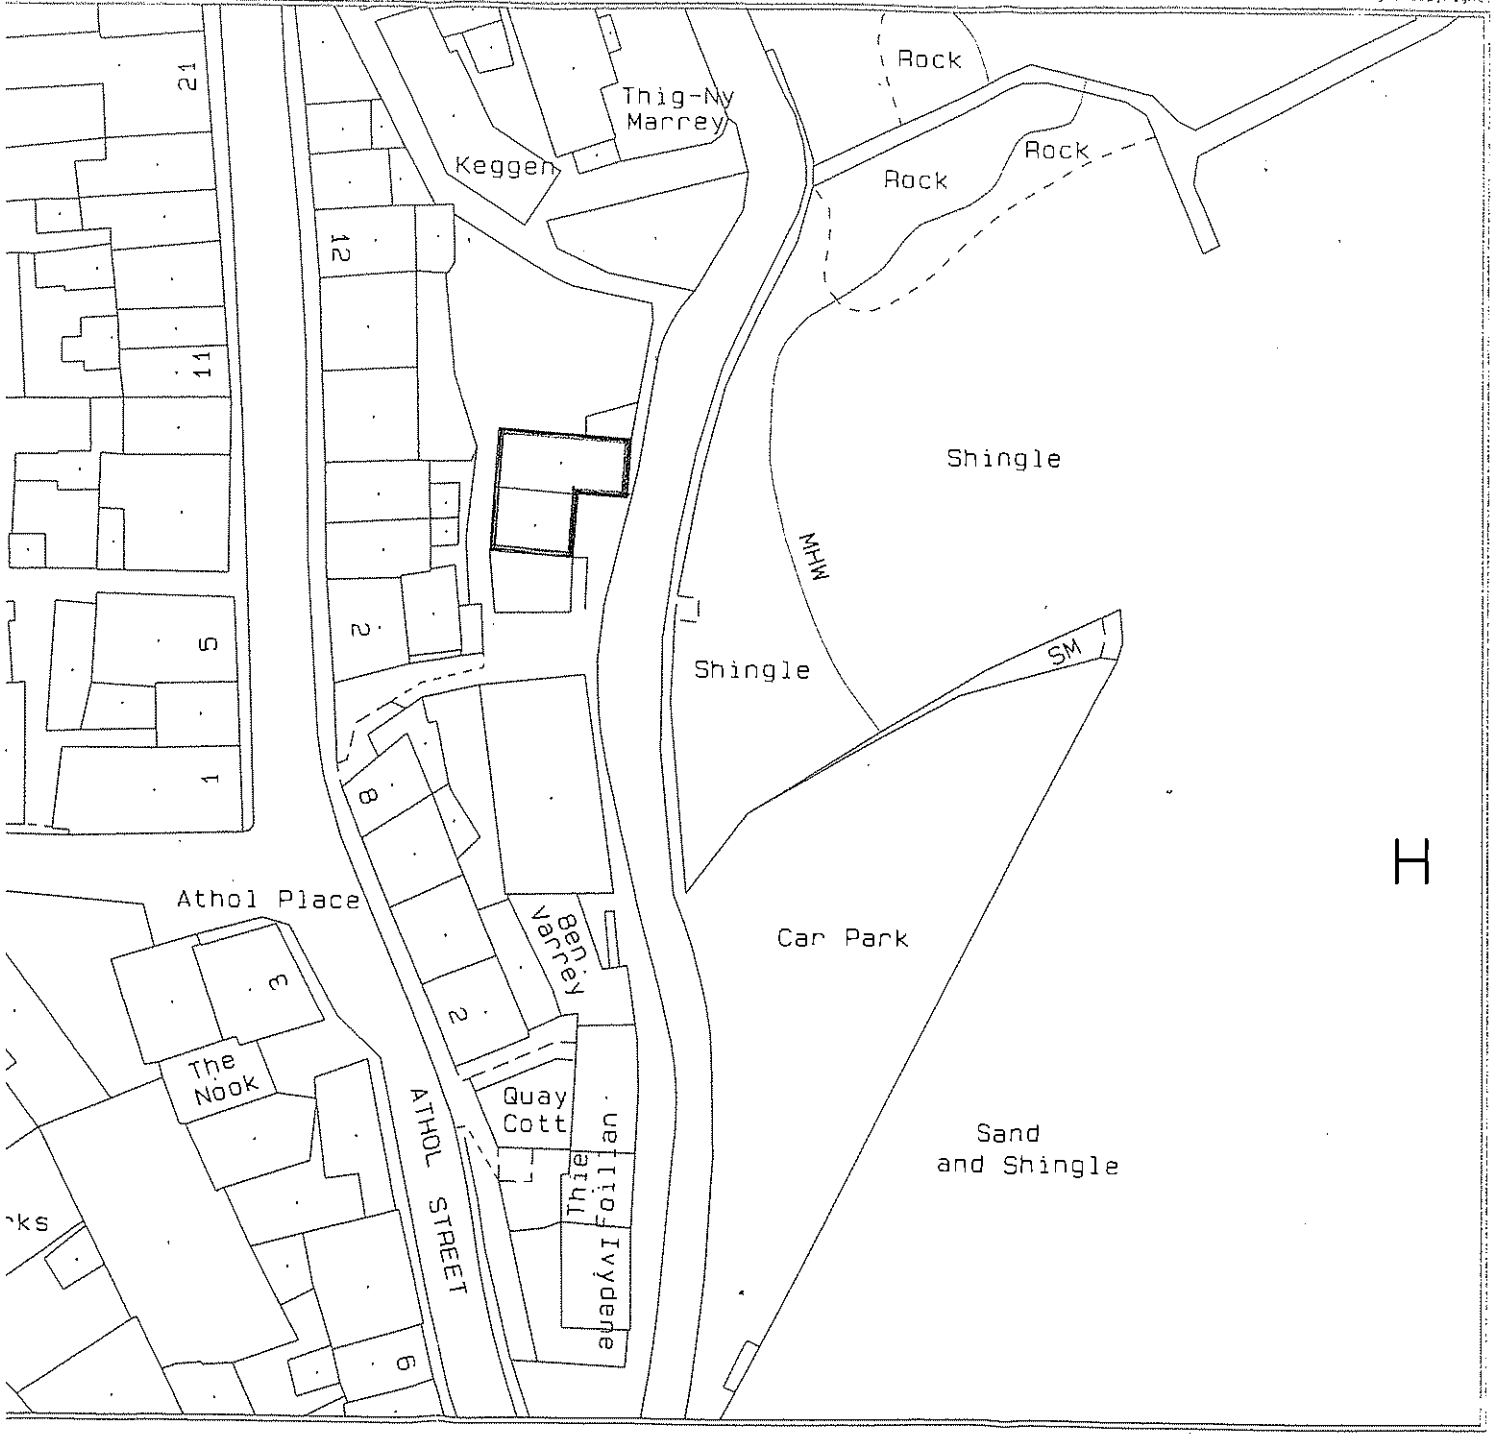 21
Rock
Thig-Ny
Marrey
Keggen
Rock
Rock
12
11
Shingle
MHW
2
5
Shingle
SM
1
8
H
Athol Place
Ben
Varrey
Car Park
3
2
The
Nook
Quay
Cott
ATHOL STREET
Thie
Foillan
Ivydene
Sand
and Shingle
rks
6